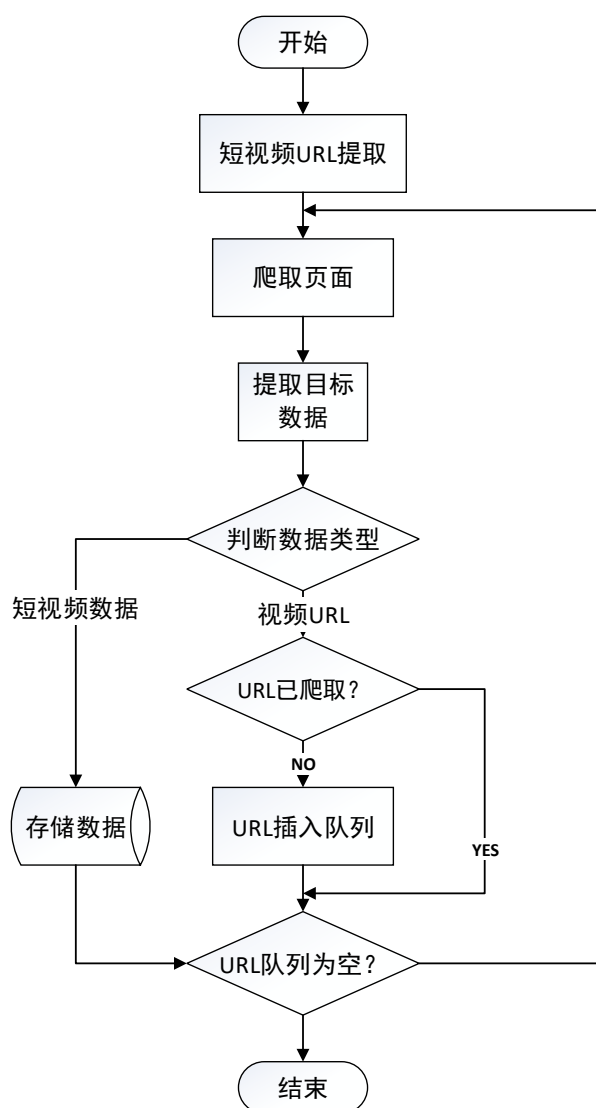 开始
短视频URL提取
爬取页面
提取目标
数据
判断数据类型
短视频数据
视频URL
URL已爬取？
NO
存储数据
URL插入队列
YES
URL队列为空？
结束